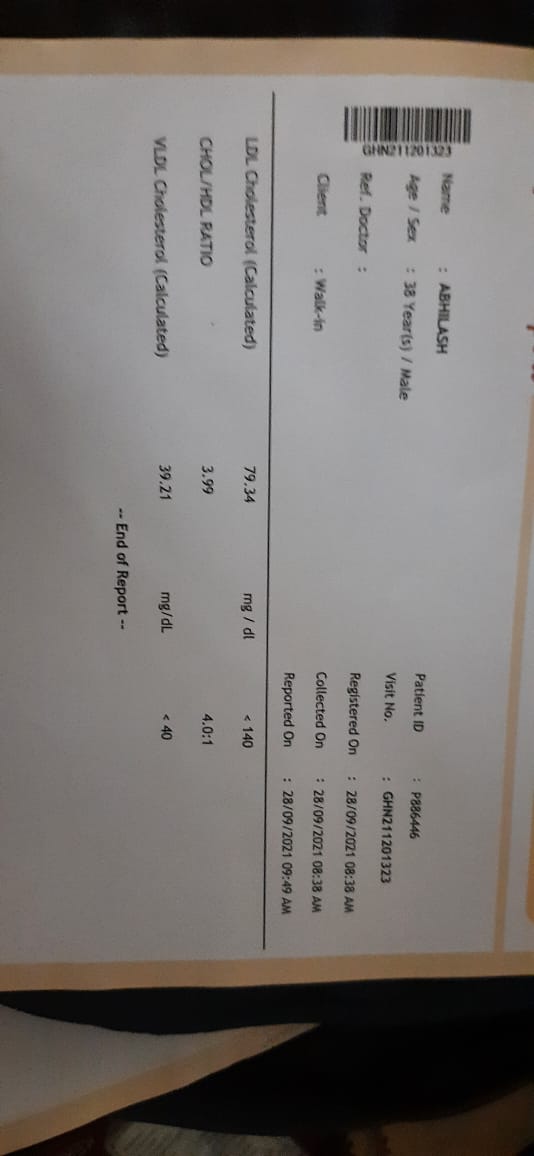 GHN211201323
Name : ABHILASH
Age / Sex : 38 Year(s) / Male
Ref. Doctor :
Client : Walk-in
Patient ID : P886446
Visit No. : GHN211201323
Registered On : 28/09/2021 08:38 AM
Collected On : 28/09/2021 08:38 AM
Reported On : 28/09/2021 09:49 AM
LDL Cholesterol (Calculated) 79.34 mg / dl < 140
CHOL/HDL RATIO 3.99 4.0:1
VLDL Cholesterol (Calculated) 39.21 mg/dL < 40
-- End of Report --